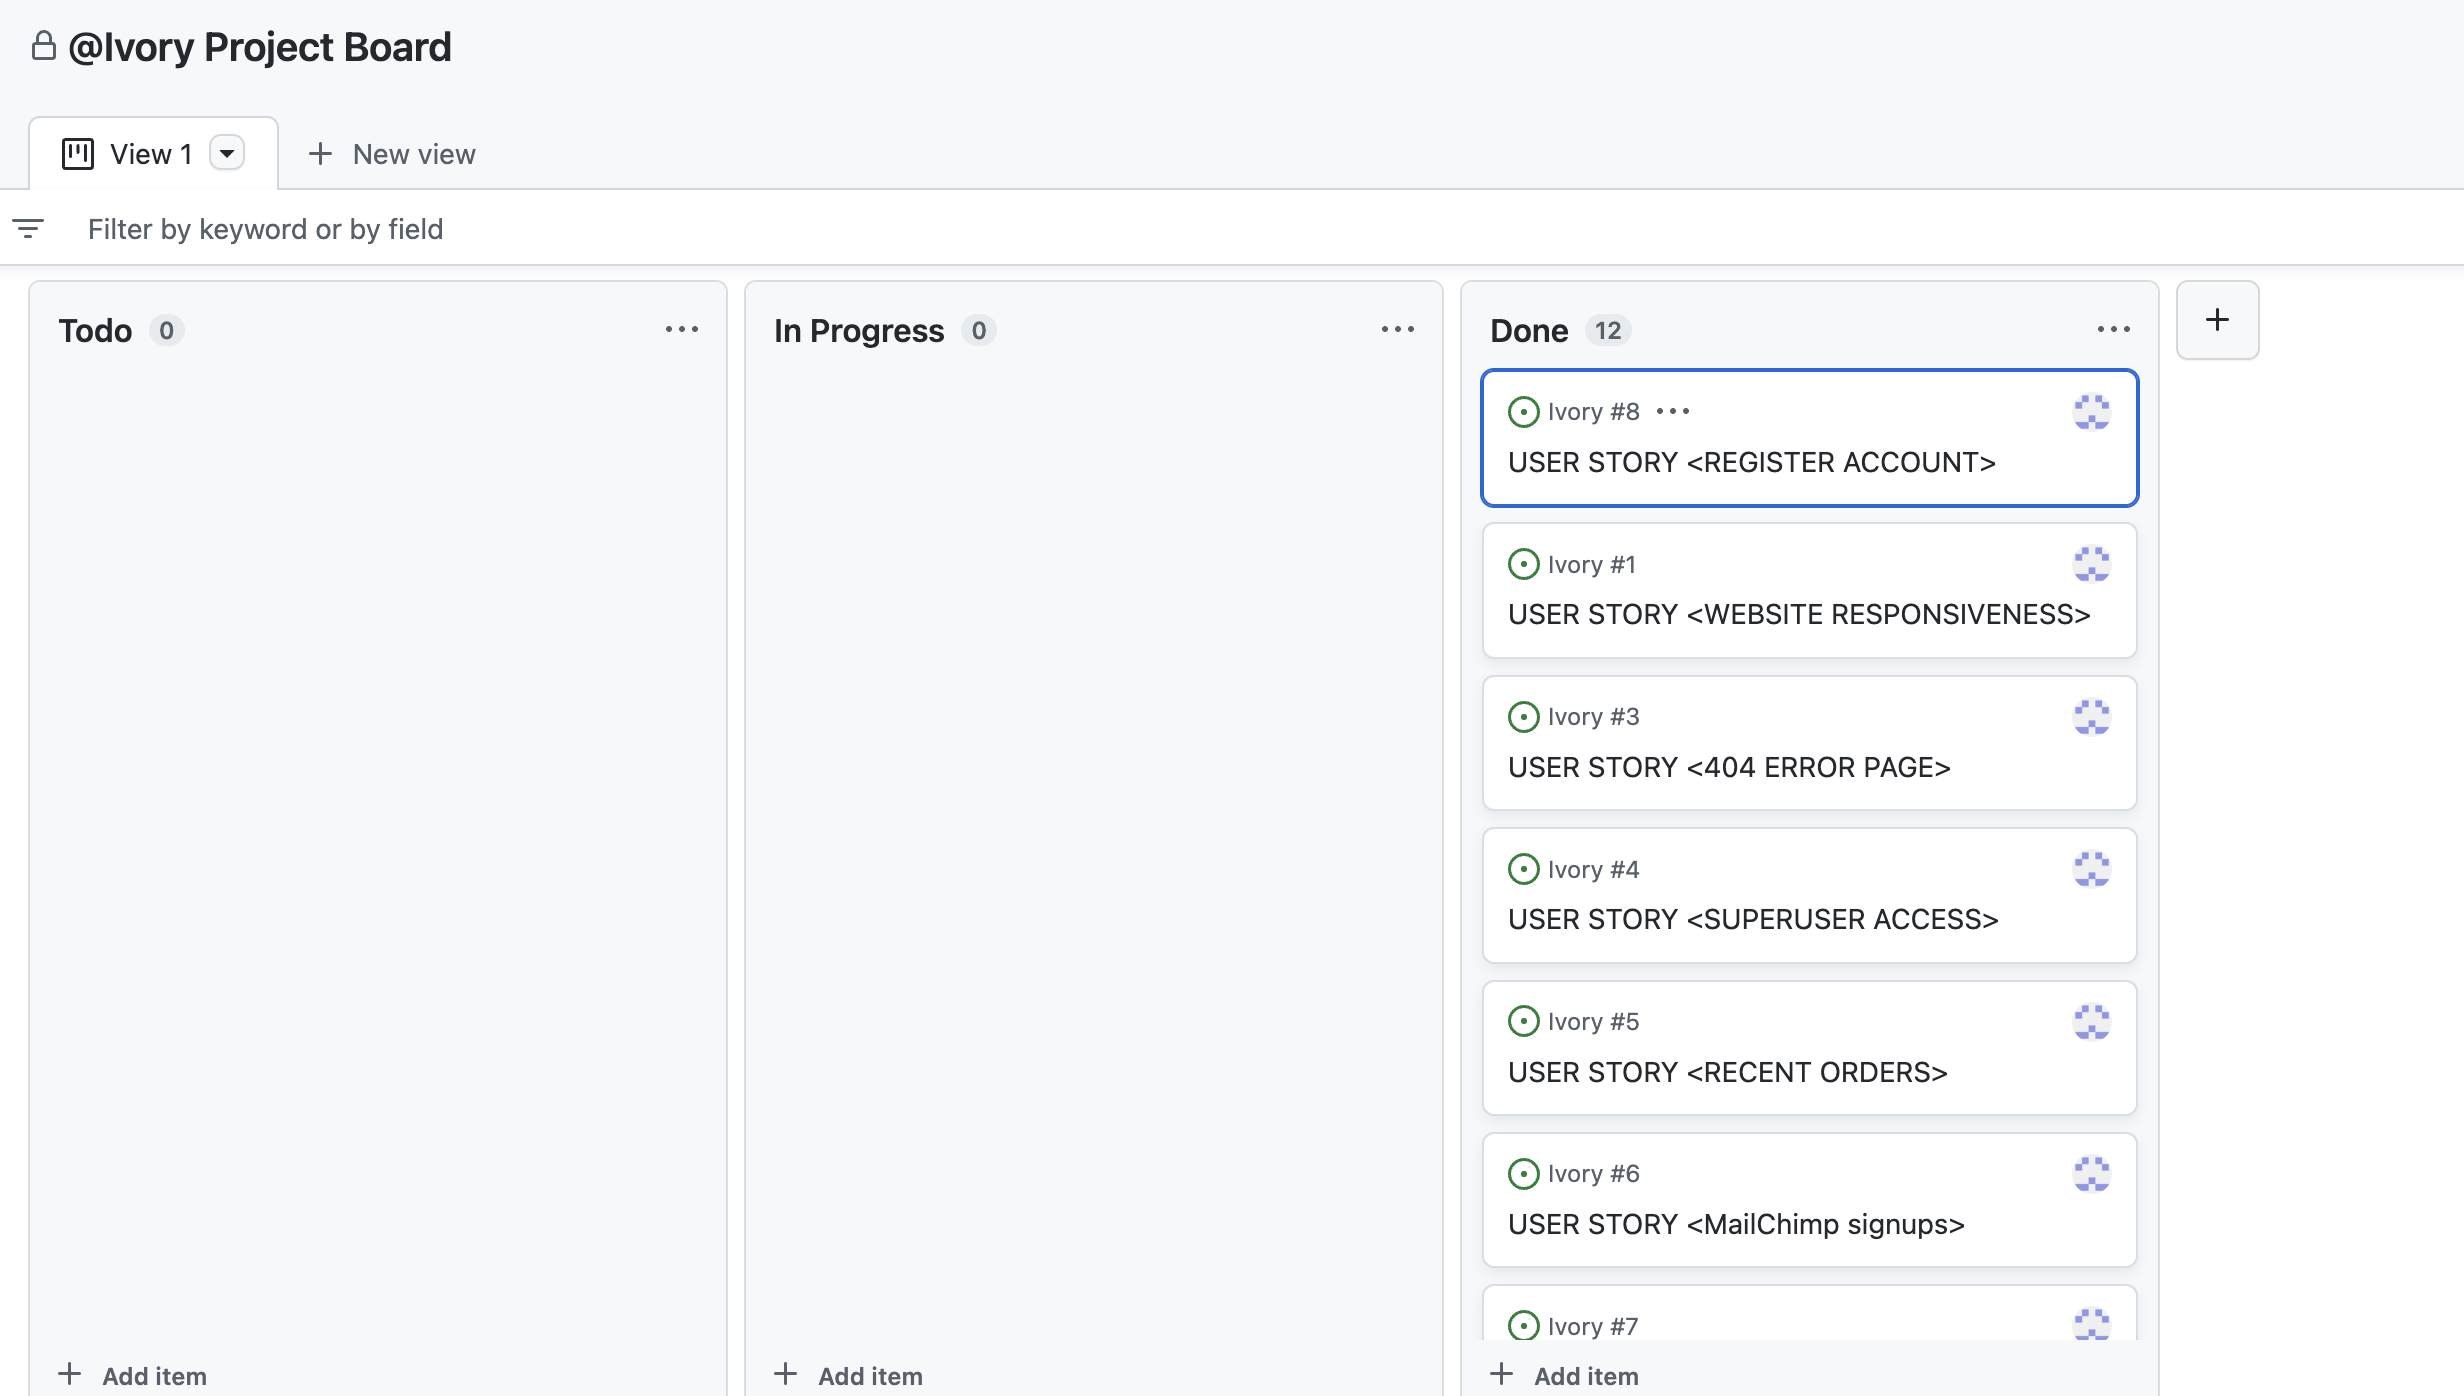 @Ivory Project Board
View 1
New view
Filter by keyword or by field
Todo 0
In Progress 0
Done 12
Ivory #8
USER STORY <REGISTER ACCOUNT>
Ivory #1
USER STORY <WEBSITE RESPONSIVENESS>
Ivory #3
USER STORY <404 ERROR PAGE>
Ivory #4
USER STORY <SUPERUSER ACCESS>
Ivory #5
USER STORY <RECENT ORDERS>
Ivory #6
USER STORY <MailChimp signups>
Ivory #7
Add item
Add item
Add item